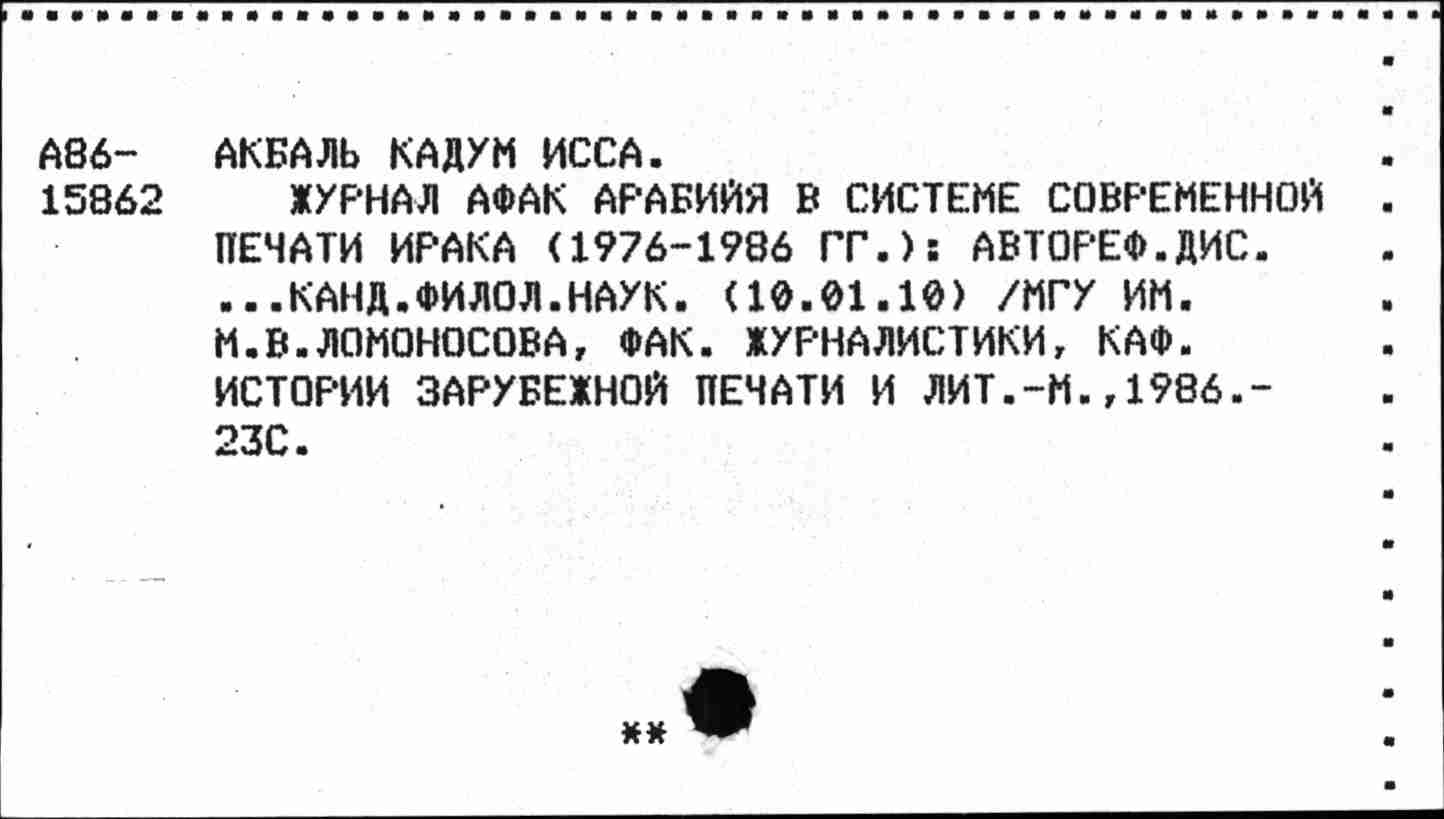 А86- АКБАЛЬ КАДУМ ИССА.
15862 ЖУРНАЛ АФАК АРАБИЙЯ В СИСТЕМЕ СОВРЕМЕННОЙ
ПЕЧАТИ ИРАКА (1976-1986 ГГ.): АВТОРЕФ.ДИС.
...КАНД.ФИЛОЛ.НАУК. (10.01.10) /МГУ ИМ.
М.В.ЛОМОНОСОВА, ФАК. ЖУРНАЛИСТИКИ, КАФ.
ИСТОРИИ ЗАРУБЕЖНОЙ ПЕЧАТИ И ЛИТ.-М.,1986.-
23С.
**